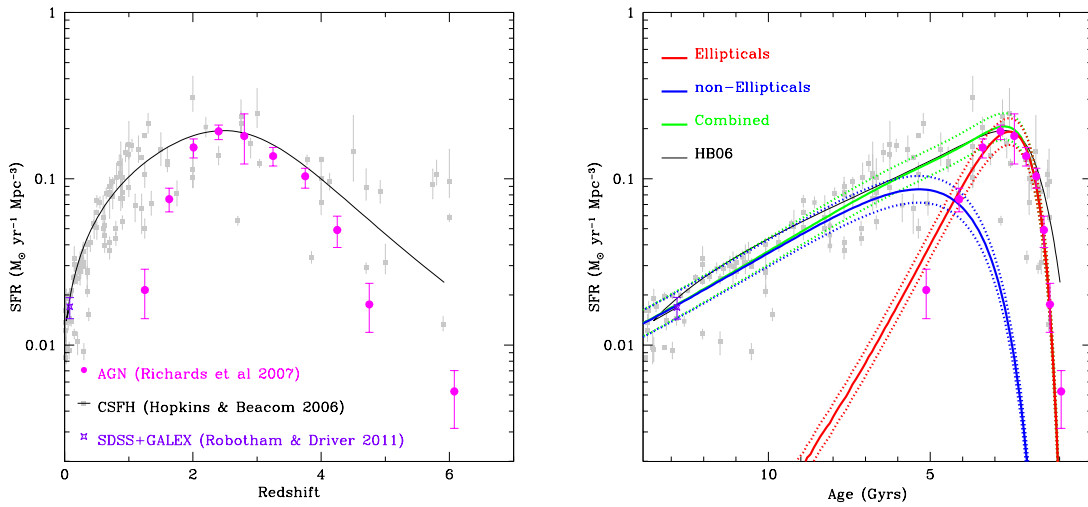 1
0.1
0.01
SFR (M⊙ yr⁻¹ Mpc⁻³)
AGN (Richards et al 2007)
CSFH (Hopkins & Beacom 2006)
SDSS+GALEX (Robotham & Driver 2011)
0 2 4 6
Redshift
1
0.1
0.01
SFR (M⊙ yr⁻¹ Mpc⁻³)
Ellipticals
non-Ellipticals
Combined
HB06
10 5
Age (Gyrs)